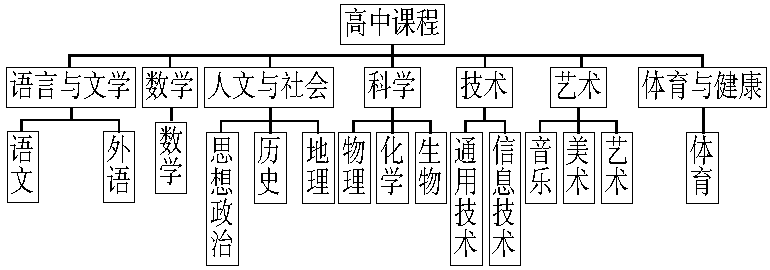 高中课程
语言与文学
数学
人文与社会
科学
技术
艺术
体育与健康
语文
外语
数学
思想政治
历史
地理
物理
化学
生物
通用技术
信息技术
音乐
美术
艺术
体育